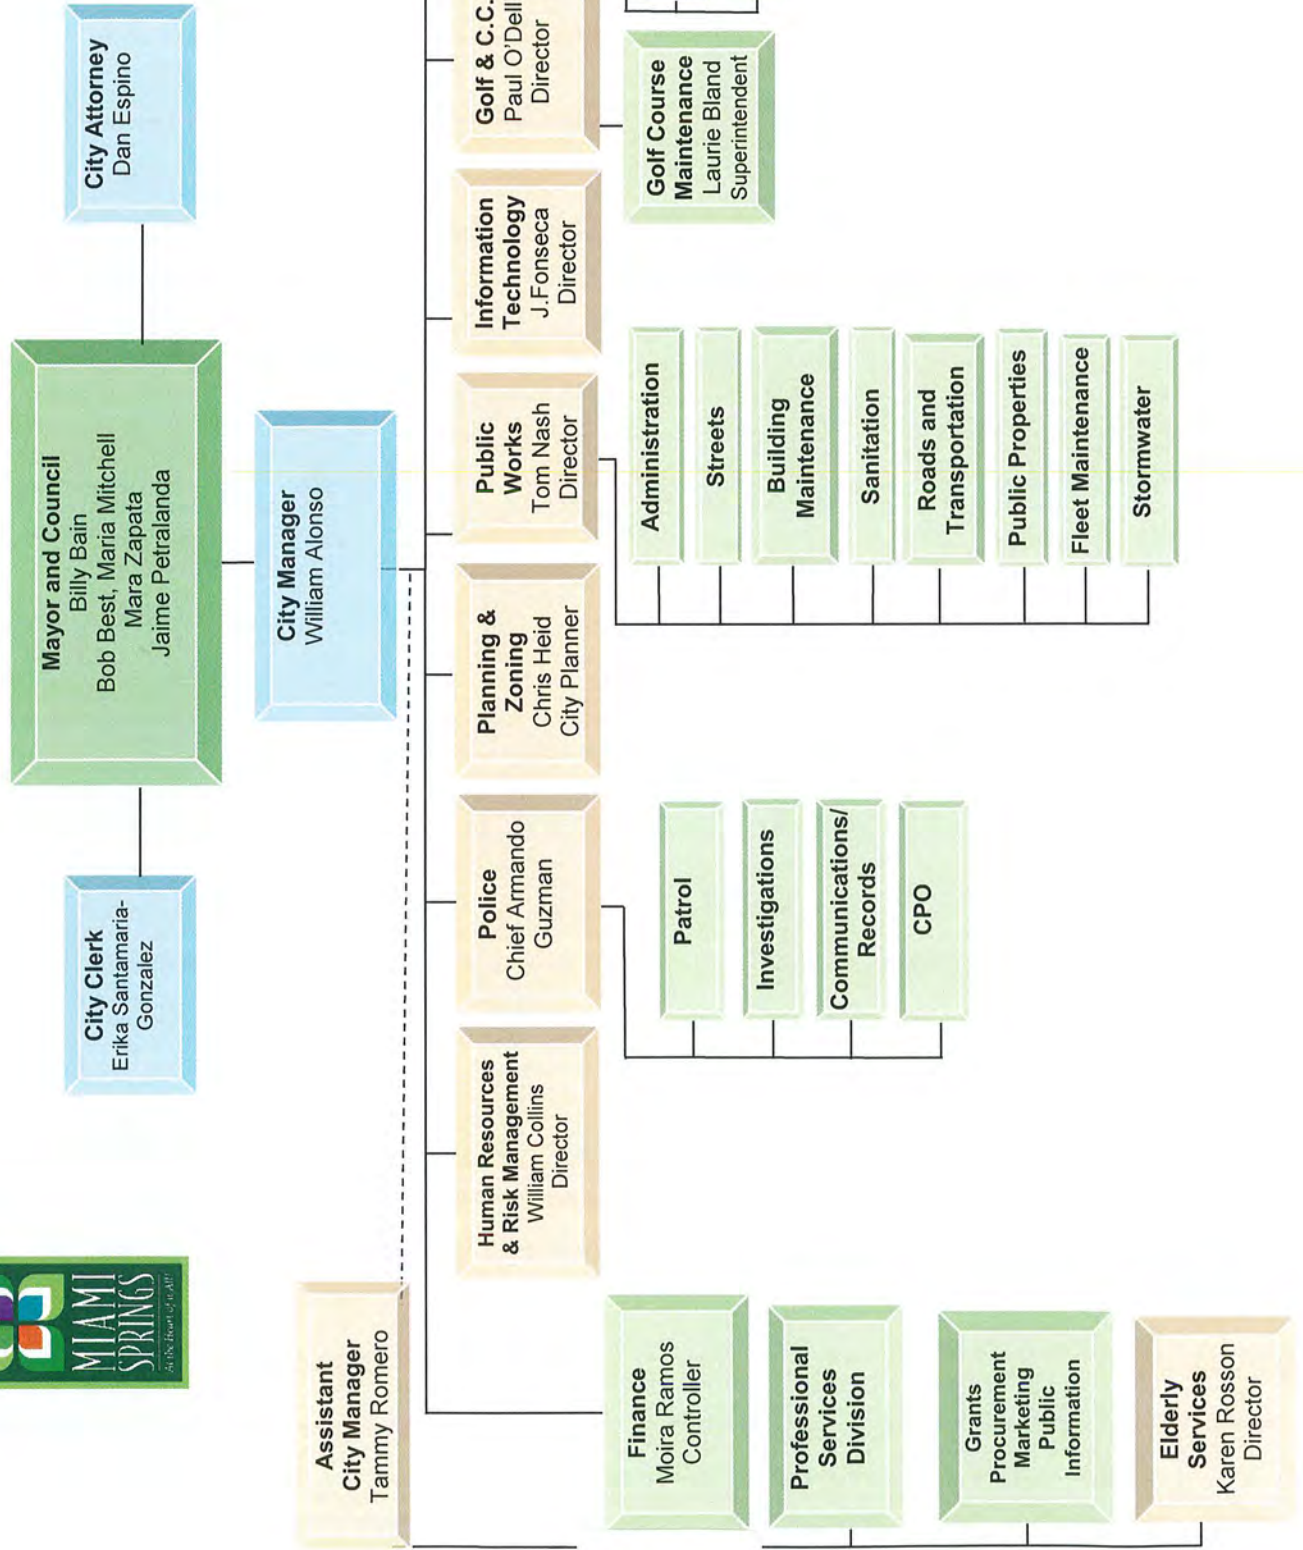 MIAMI
SPRINGS
Mayor and Council
Billy Bain
Bob Best, Maria Mitchell
Mara Zapata
Jaime Petralanda
City Clerk
Erika Santamaria-
Gonzalez
City Attorney
Dan Espino
City Manager
William Alonso
Assistant
City Manager
Tammy Romero
Human Resources
& Risk Management
William Collins
Director
Police
Chief Armando
Guzman
Planning &
Zoning
Chris Heid
City Planner
Public
Works
Tom Nash
Director
Information
Technology
J.Fonseca
Director
Golf & C.C.
Paul O'Dell
Director
Finance
Moira Ramos
Controller
Professional
Services
Division
Grants
Procurement
Marketing
Public
Information
Elderly
Services
Karen Rosson
Director
Patrol
Investigations
Communications/
Records
CPO
Administration
Streets
Building
Maintenance
Sanitation
Roads and
Transportation
Public Properties
Fleet Maintenance
Stormwater
Golf Course
Maintenance
Laurie Bland
Superintendent